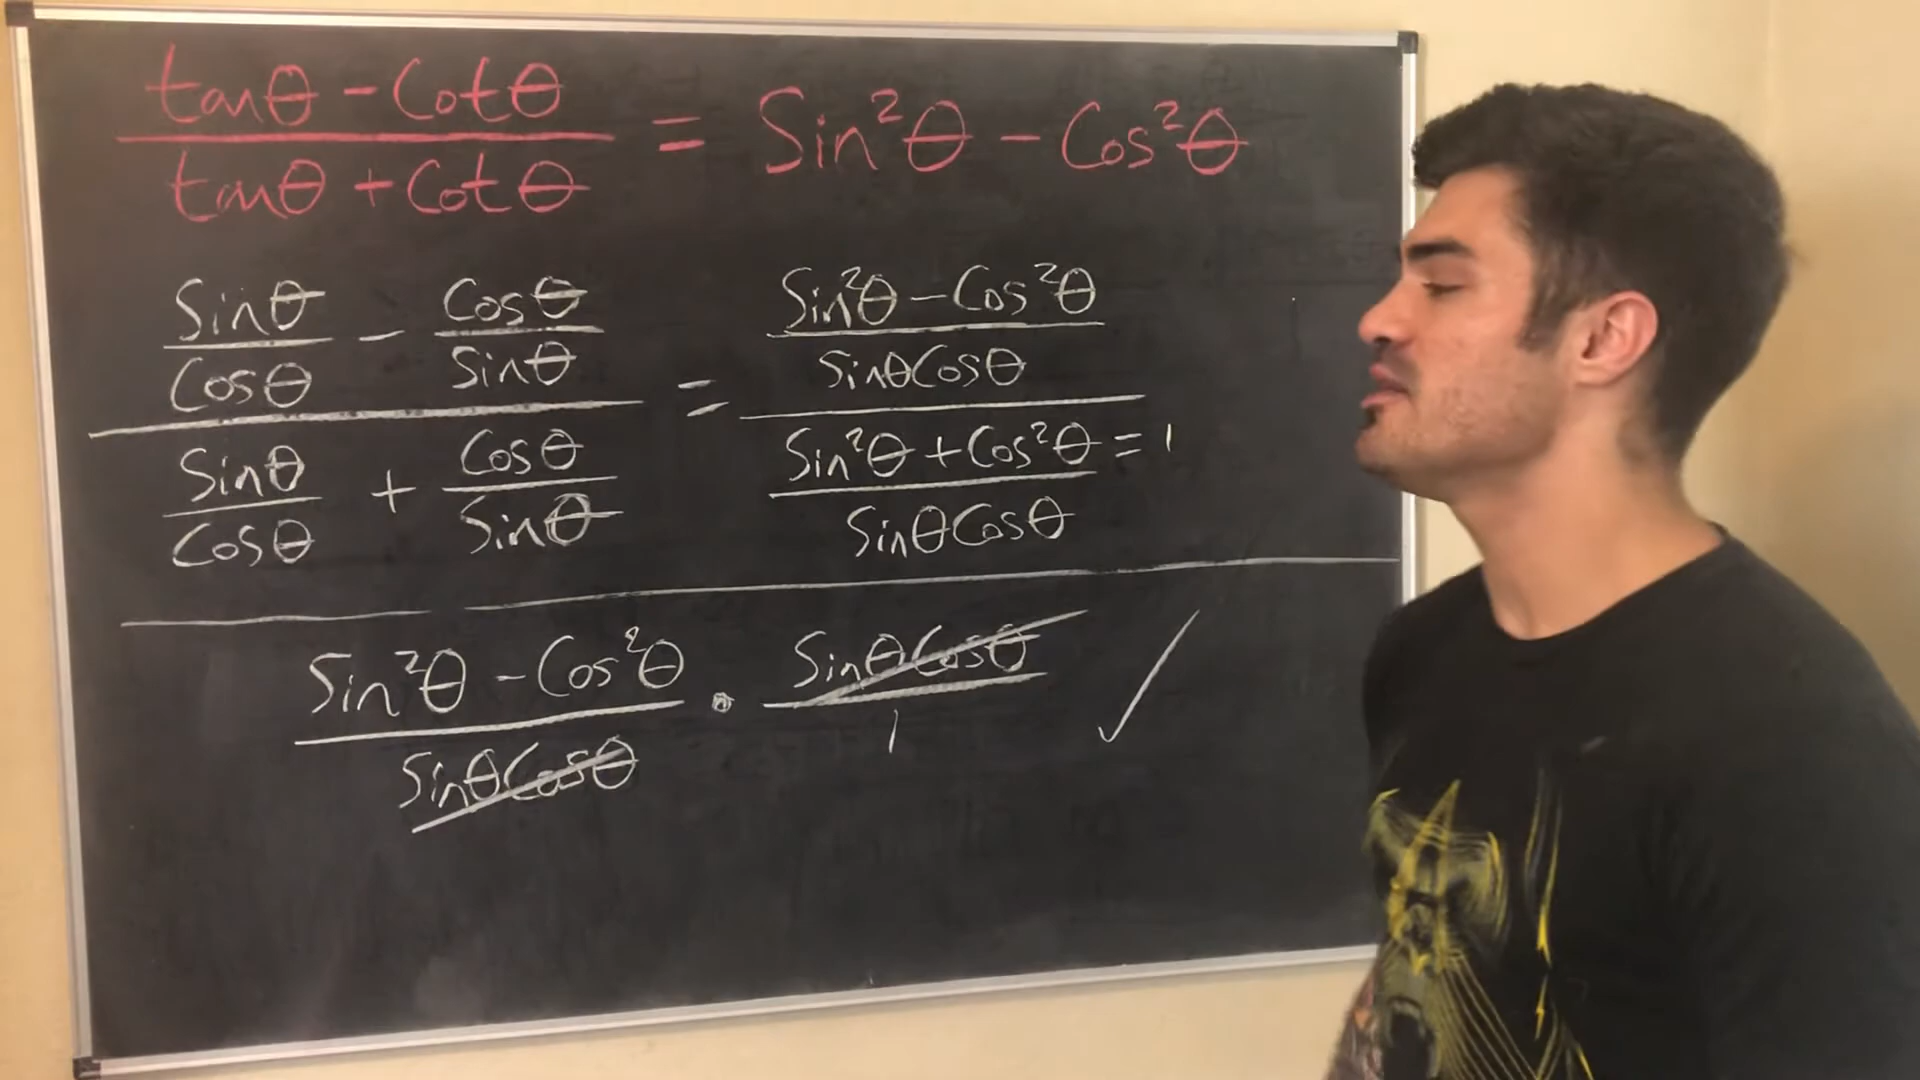 tanθ - Cotθ
tanθ + Cotθ
= Sin²θ - Cos²θ
Sinθ/Cosθ - Cosθ/Sinθ
Sinθ/Cosθ + Cosθ/Sinθ
=
Sin²θ - Cos²θ
SinθCosθ
Sin²θ + Cos²θ = 1
SinθCosθ
Sin²θ - Cos²θ
SinθCosθ
·
SinθCosθ
1
✓